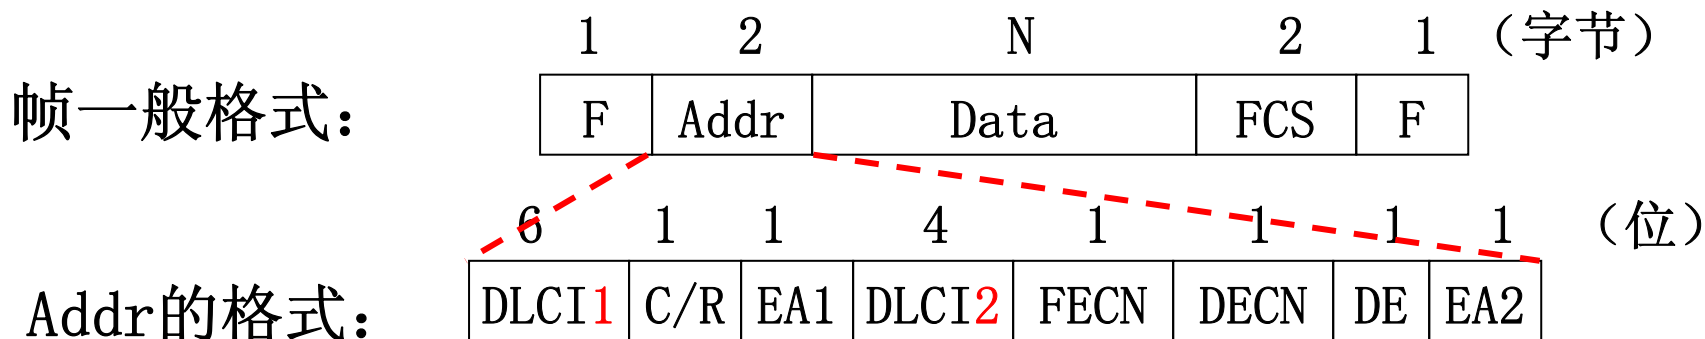 1 2 N 2 1 （字节）
帧一般格式： F Addr Data FCS F
6 1 1 4 1 1 1 1 （位）
Addr的格式： DLCI1 C/R EA1 DLCI2 FECN DECN DE EA2